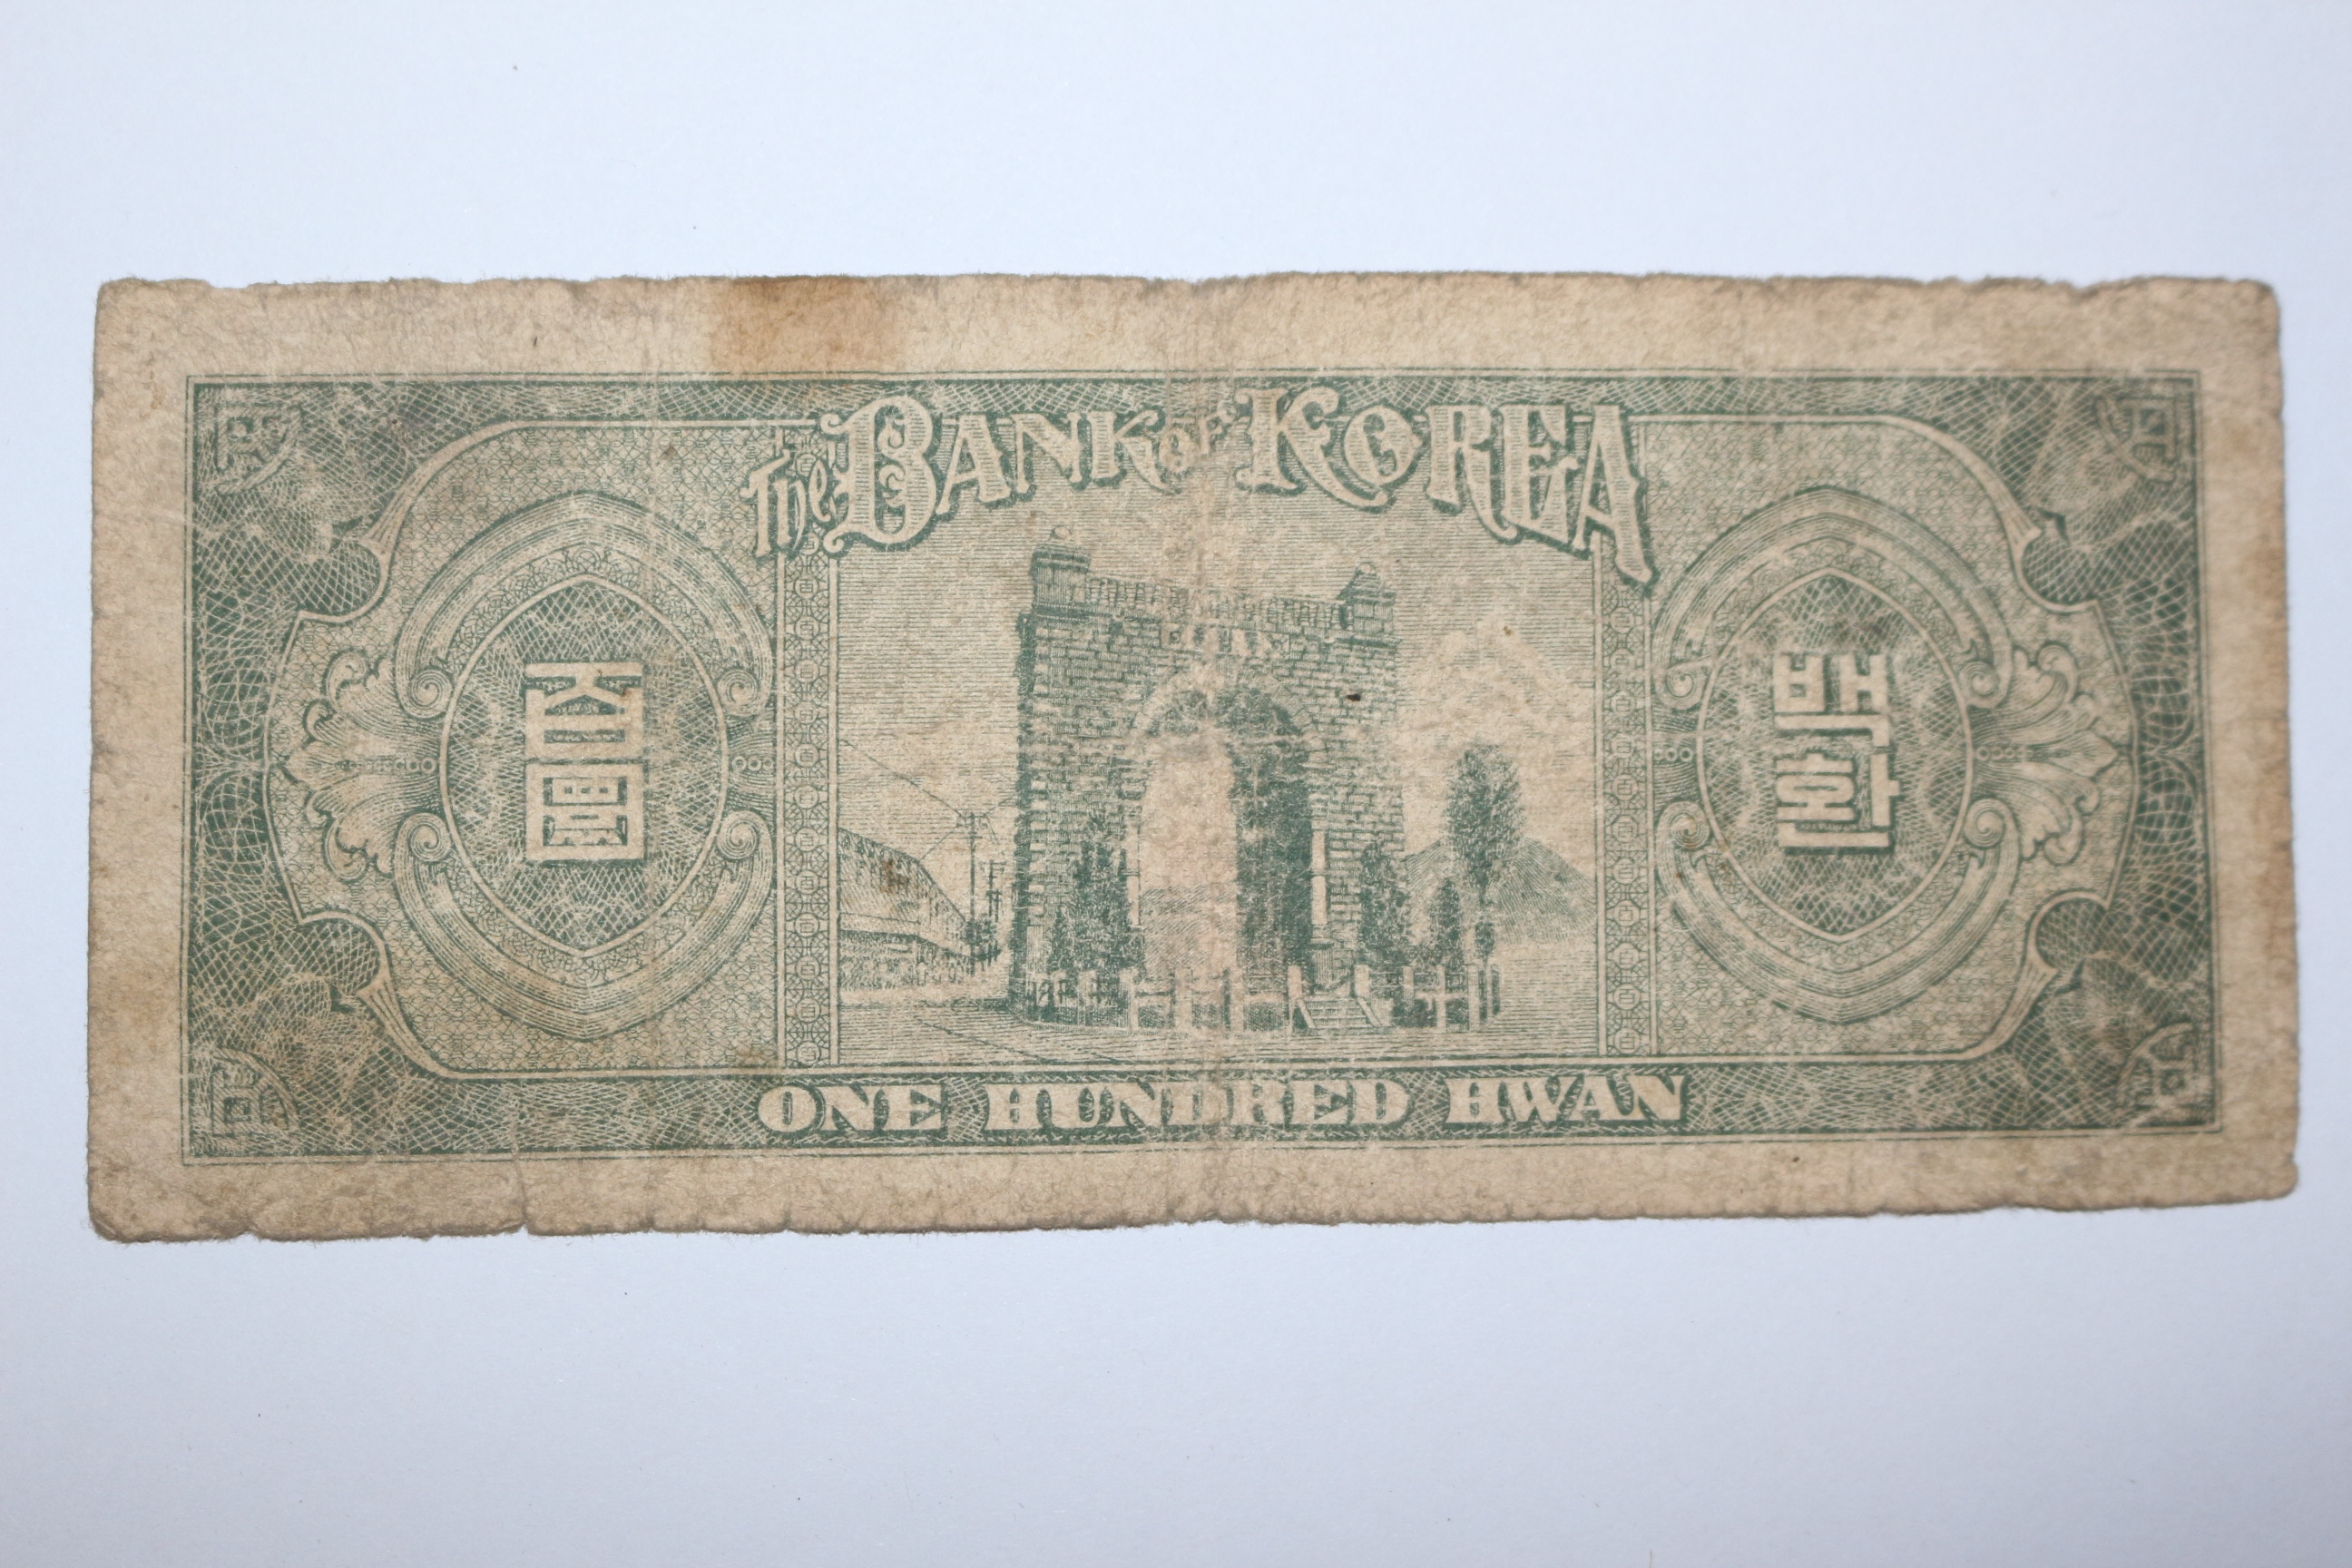 The BANK OF KOREA
百
圜
백
환
ONE HUNDRED HWAN